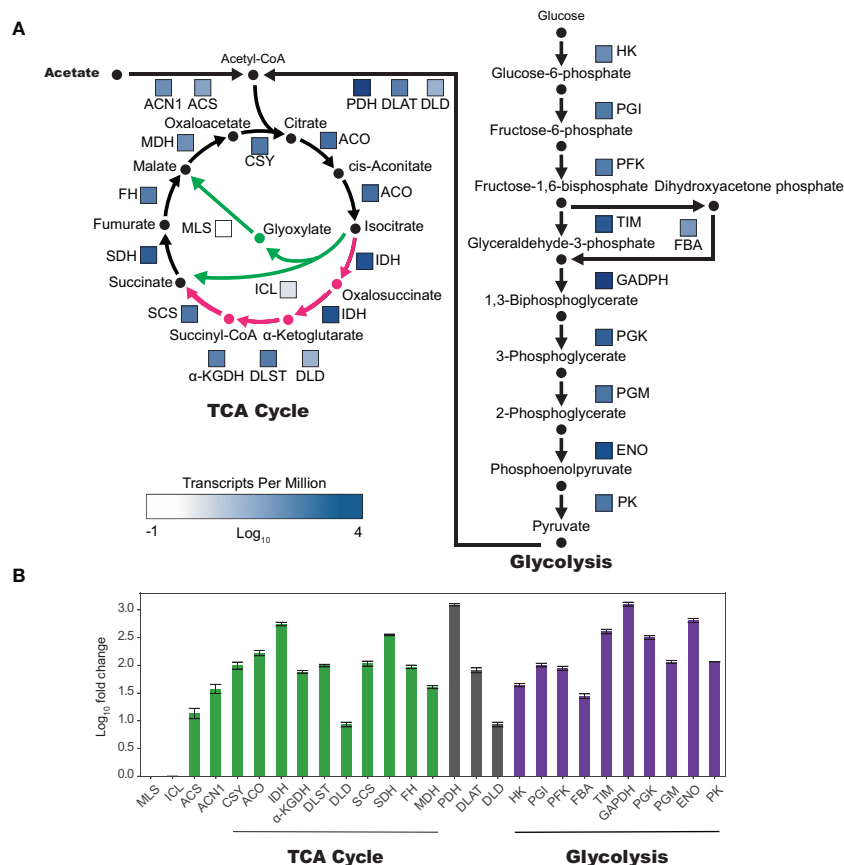 A
Glucose
HK
Glucose-6-phosphate
PGI
Fructose-6-phosphate
PFK
Fructose-1,6-bisphosphate
Dihydroxyacetone phosphate
TIM
FBA
Glyceraldehyde-3-phosphate
GADPH
1,3-Biphosphoglycerate
PGK
3-Phosphoglycerate
PGM
2-Phosphoglycerate
ENO
Phosphoenolpyruvate
PK
Pyruvate
Glycolysis
Acetate
Acetyl-CoA
ACN1 ACS
PDH DLAT DLD
Oxaloacetate
Citrate
MDH
CSY
ACO
Malate
cis-Aconitate
ACO
FH
Fumurate
MLS
Glyoxylate
Isocitrate
SDH
IDH
Succinate
ICL
Oxalosuccinate
SCS
IDH
Succinyl-CoA α-Ketoglutarate
α-KGDH DLST DLD
TCA Cycle
Transcripts Per Million
-1 Log10 4
B
Log10 fold change
3.0
2.5
2.0
1.5
1.0
0.5
0.0
MLS ICL ACS ACN1 CSY ACO IDH α-KGDH DLST DLD SCS SDH FH MDH PDH DLAT DLD HK PGI PFK FBA TIM GAPDH PGK PGM ENO PK
TCA Cycle
Glycolysis